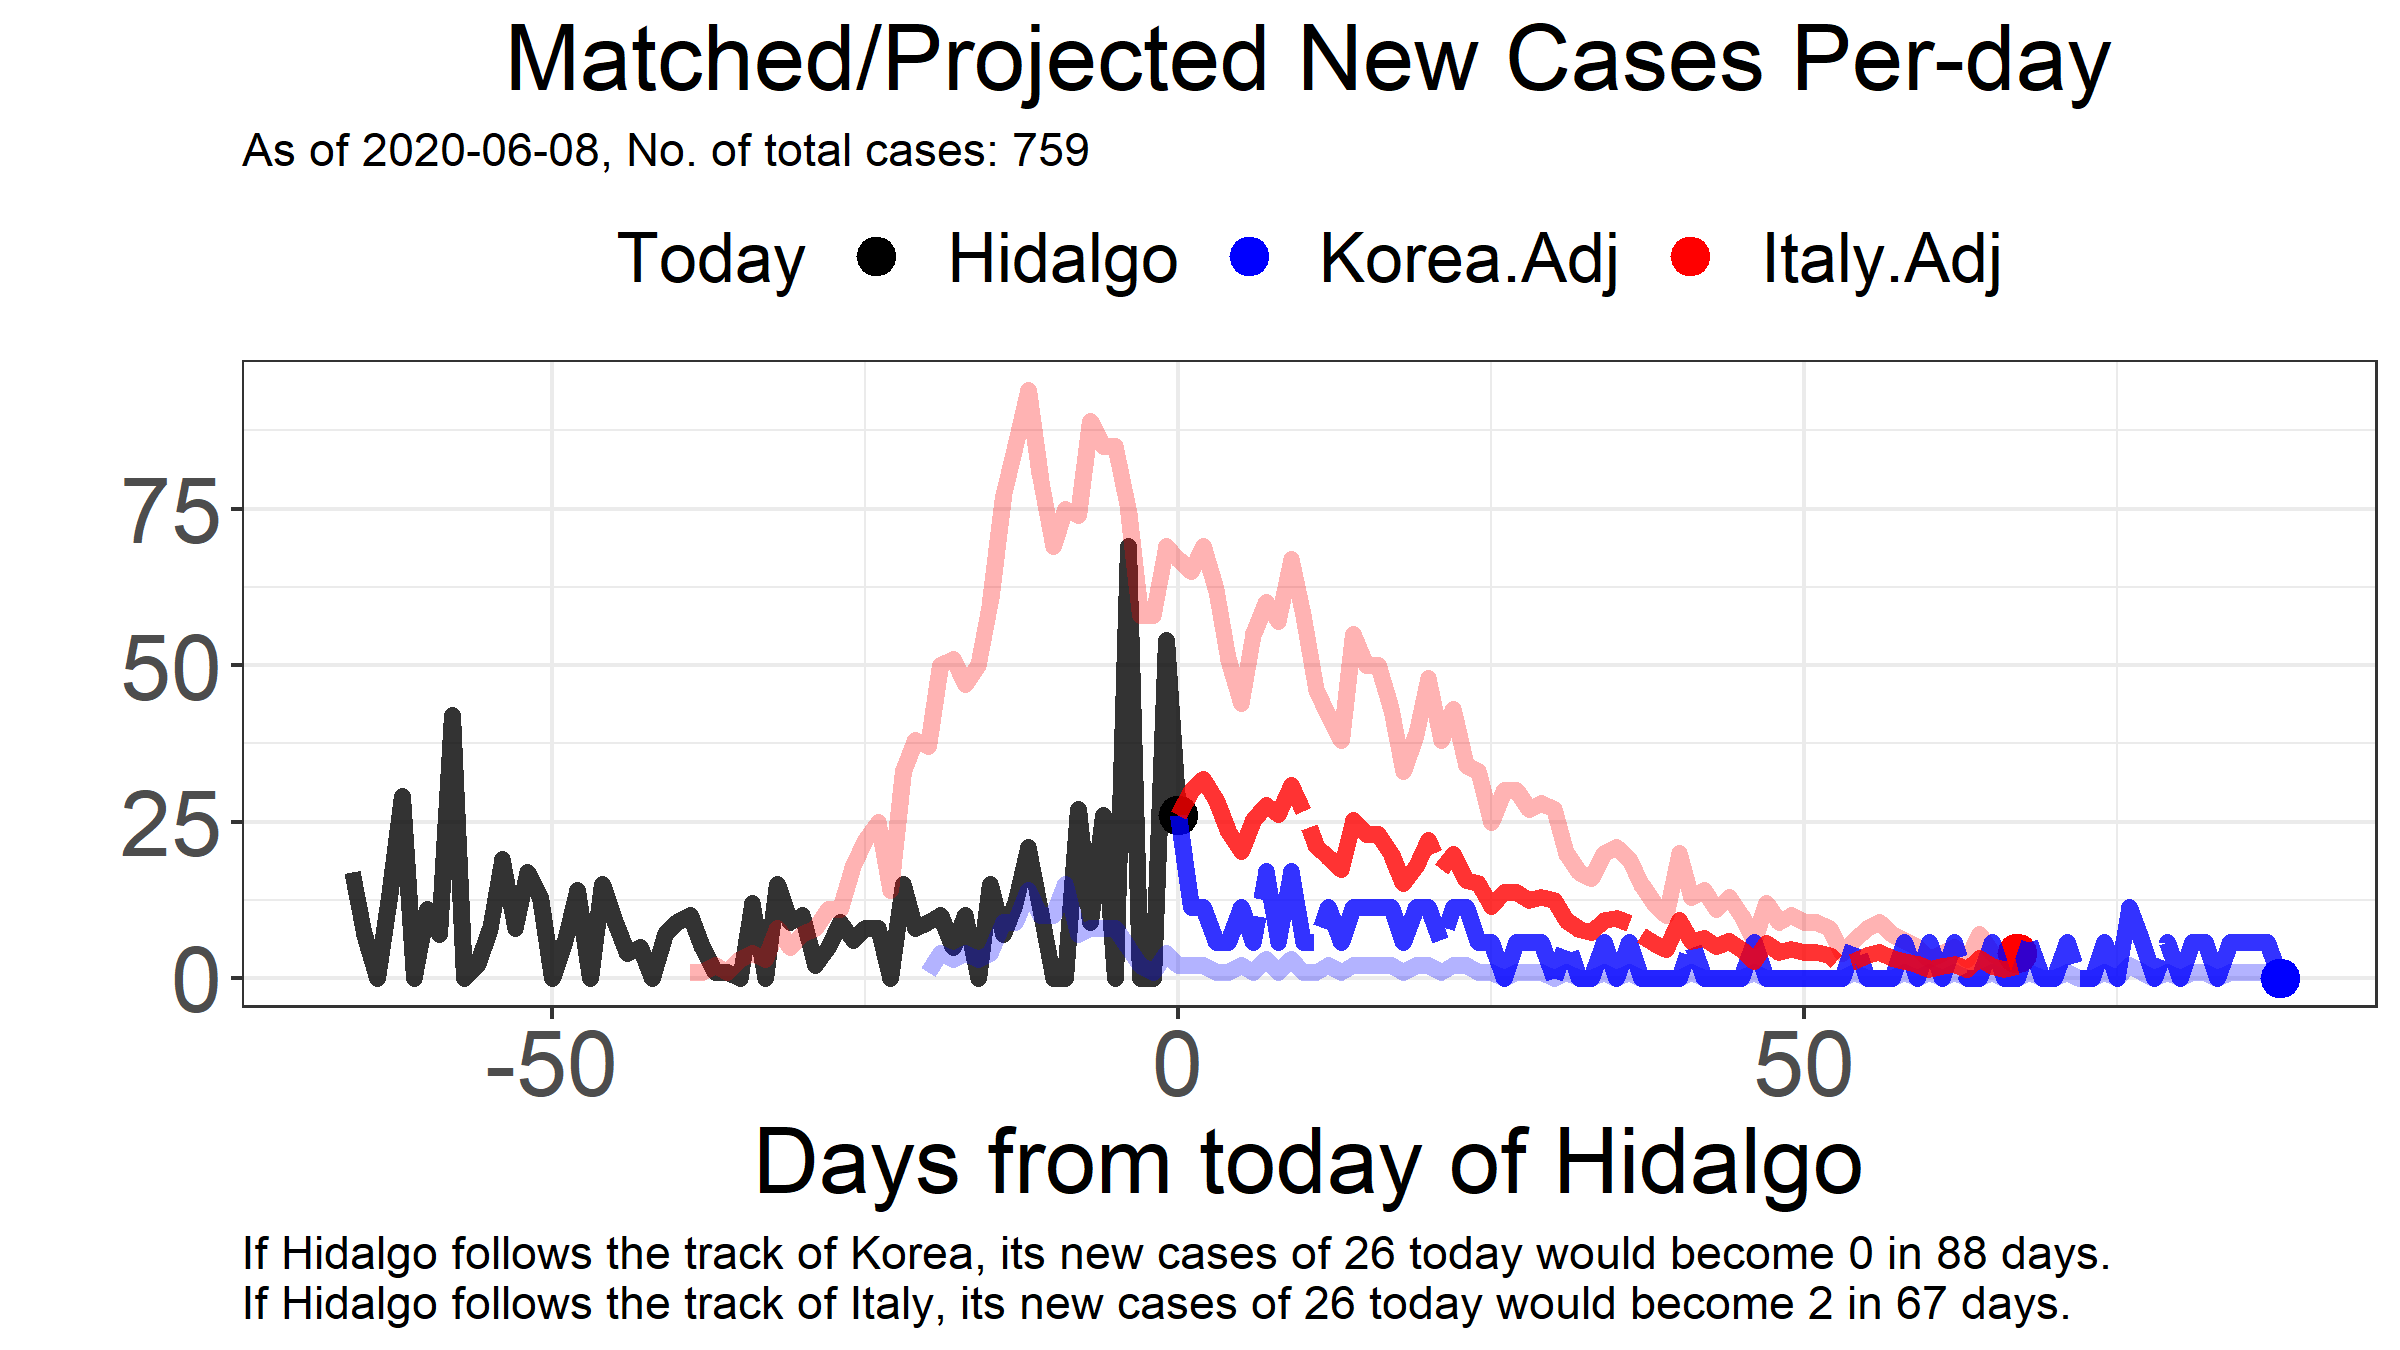 Matched/Projected New Cases Per-day
As of 2020-06-08, No. of total cases: 759
Today Hidalgo Korea.Adj Italy.Adj
75
50
25
0
-50 0 50
Days from today of Hidalgo
If Hidalgo follows the track of Korea, its new cases of 26 today would become 0 in 88 days.
If Hidalgo follows the track of Italy, its new cases of 26 today would become 2 in 67 days.